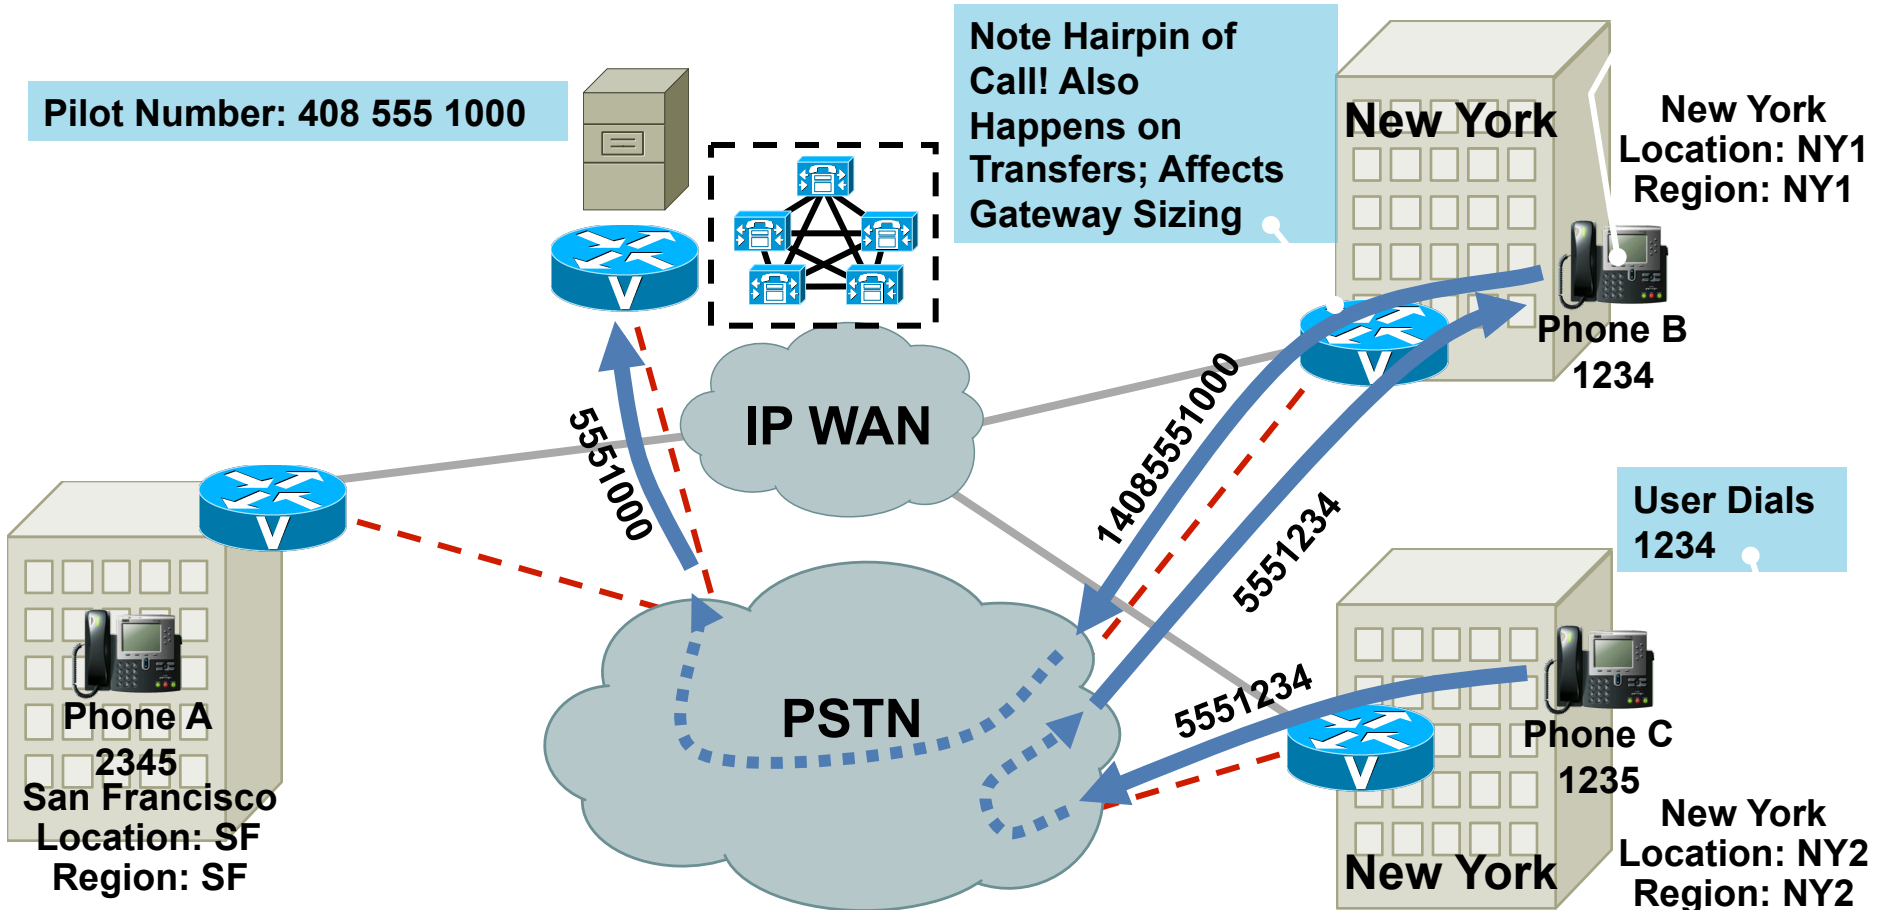 Pilot Number: 408 555 1000
Note Hairpin of
Call! Also
Happens on
Transfers; Affects
Gateway Sizing
New York
New York
Location: NY1
Region: NY1
V
V
Phone B
1234
IP WAN
5551000
14085551000
5551234
User Dials
1234
V
Phone A
2345
San Francisco
Location: SF
Region: SF
PSTN
5551234
V
Phone C
1235
New York
New York
Location: NY2
Region: NY2